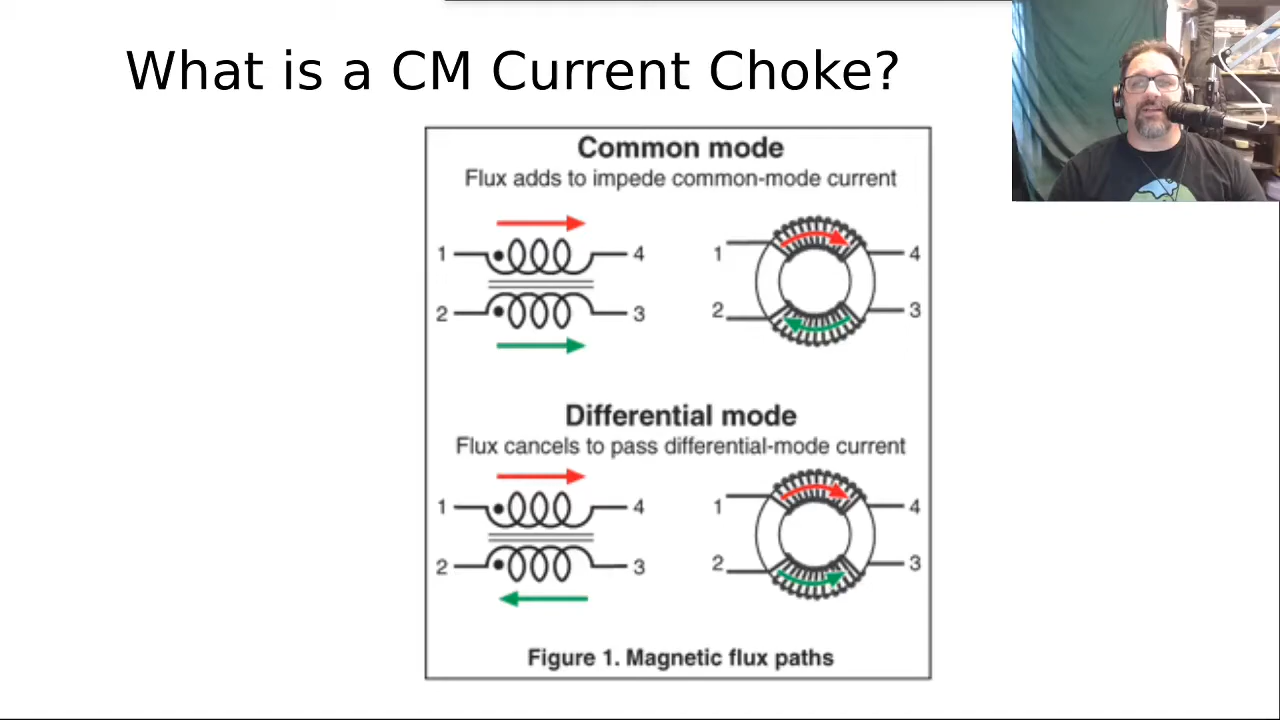 What is a CM Current Choke?
Common mode
Flux adds to impede common-mode current
1 4 1 4
2 3 2 3
Differential mode
Flux cancels to pass differential-mode current
1 4 1 4
2 3 2 3
Figure 1. Magnetic flux paths